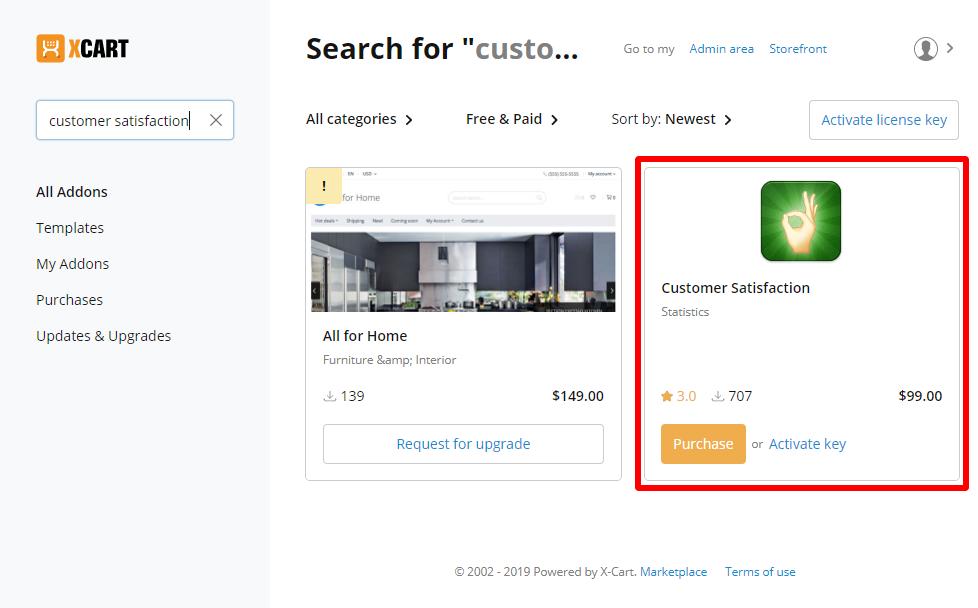 XCART
Search for "custo...
Go to my Admin area Storefront
customer satisfaction
All categories
Free & Paid
Sort by: Newest
Activate license key
All Addons
Templates
My Addons
Purchases
Updates & Upgrades
!
EN USD
(555) 555-5555 My account
for Home
Hot deals Shipping New! Coming soon My Account Contact us
All for Home
Furniture &amp; Interior
139 $149.00
Request for upgrade
Customer Satisfaction
Statistics
3.0 707 $99.00
Purchase or Activate key
© 2002 - 2019 Powered by X-Cart. Marketplace Terms of use